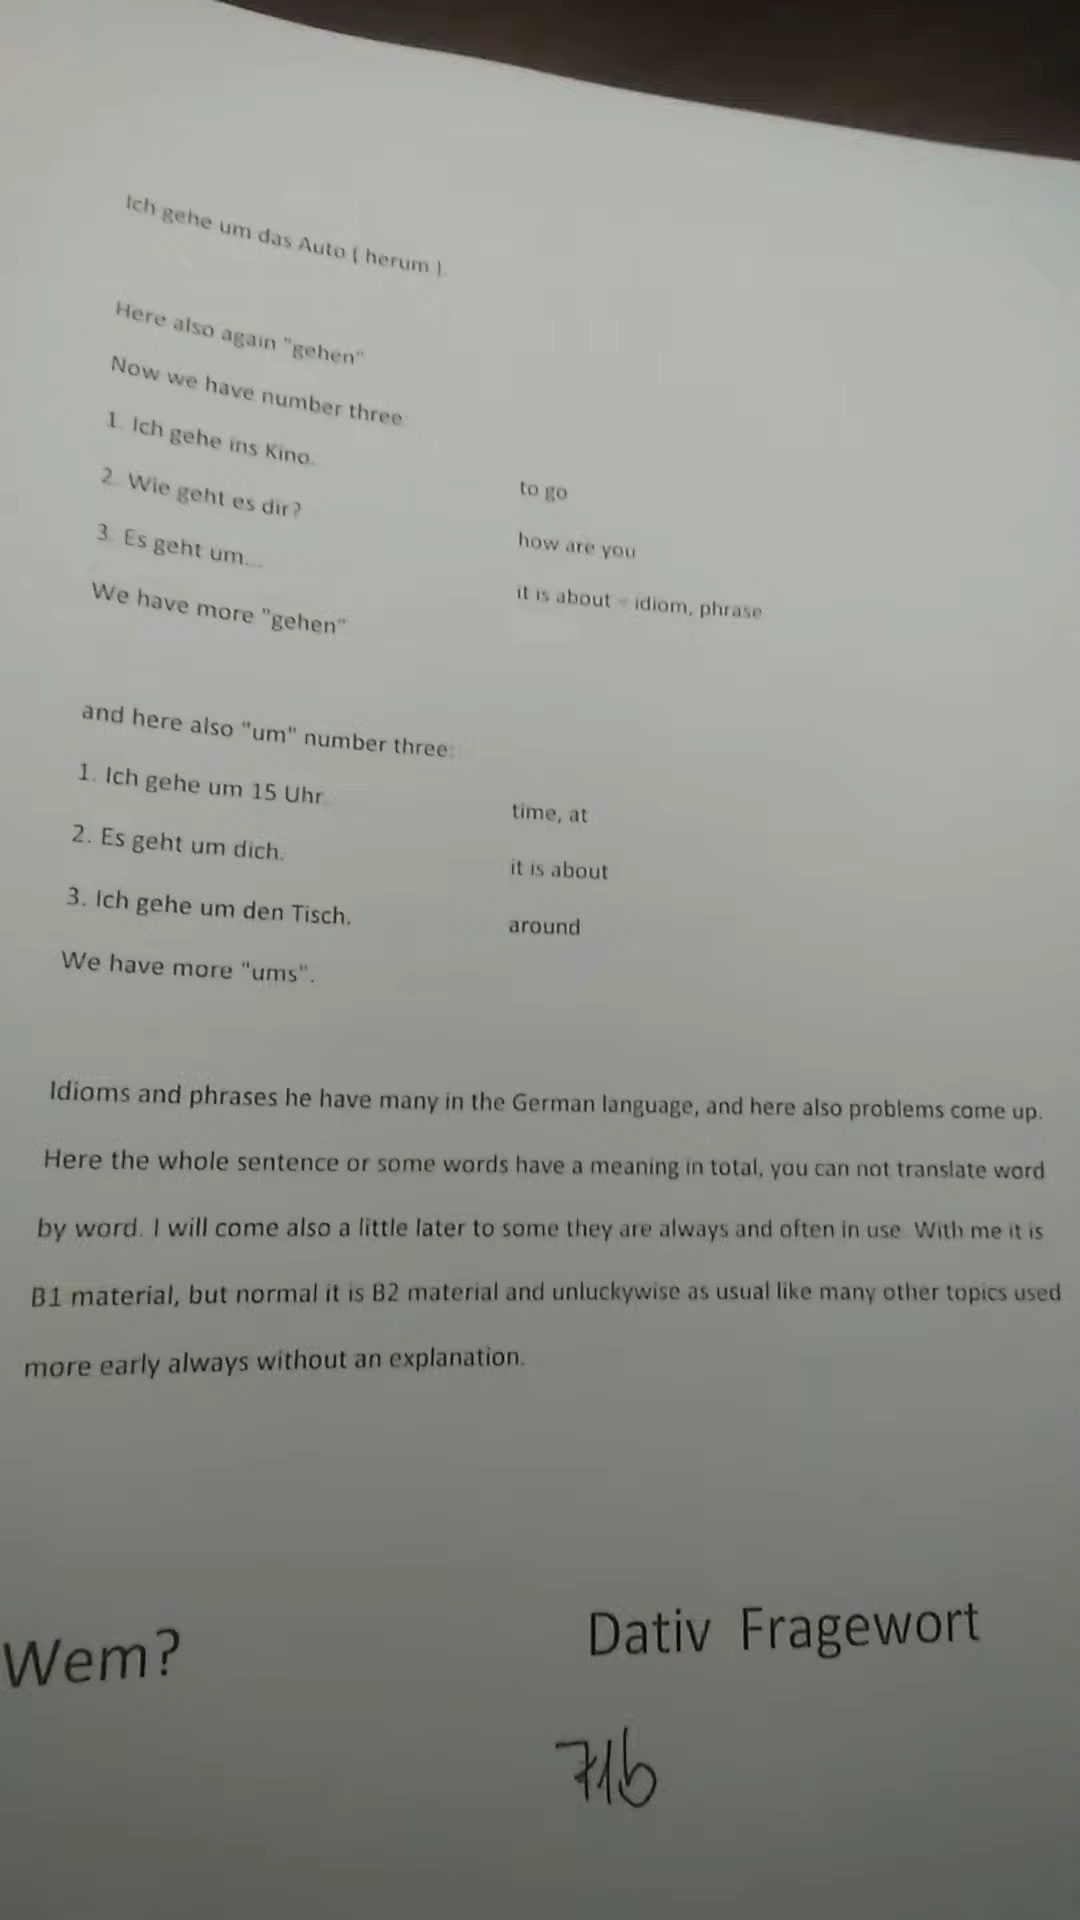 Ich gehe um das Auto ( herum ).
Here also again "gehen"
Now we have number three:
1. Ich gehe ins Kino.
to go
2. Wie geht es dir?
how are you
3. Es geht um...
it is about = idiom, phrase
We have more "gehen"
and here also "um" number three:
1. Ich gehe um 15 Uhr.
time, at
2. Es geht um dich.
it is about
3. Ich gehe um den Tisch.
around
We have more "ums".
Idioms and phrases he have many in the German language, and here also problems come up.
Here the whole sentence or some words have a meaning in total, you can not translate word
by word. I will come also a little later to some they are always and often in use. With me it is
B1 material, but normal it is B2 material and unluckywise as usual like many other topics used
more early always without an explanation.
Wem?
Dativ Fragewort
71b